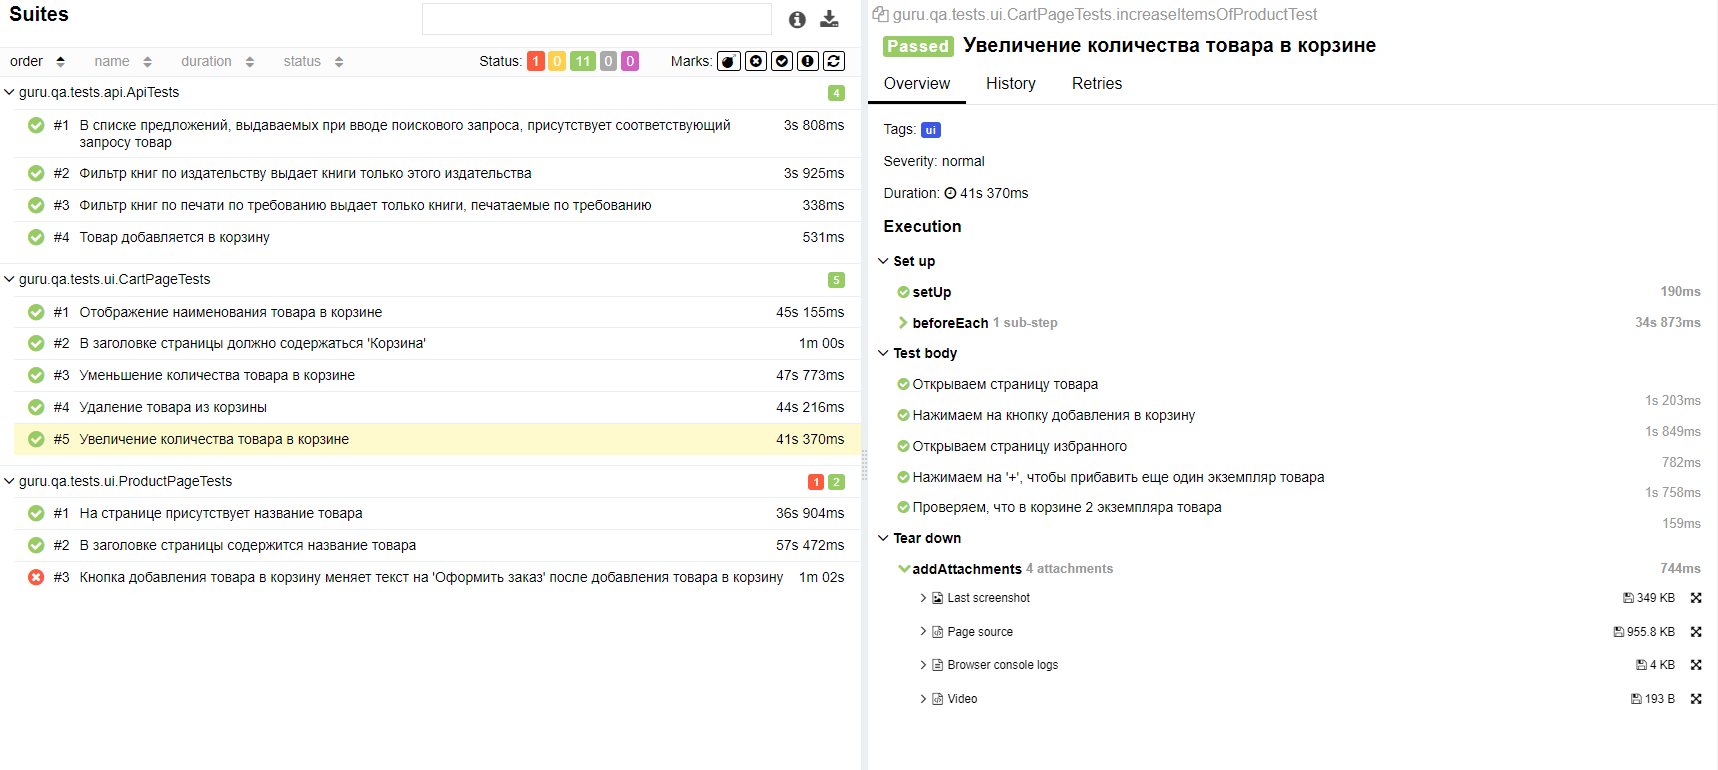 Suites
order name duration status Status: 1 0 11 0 0 Marks:
guru.qa.tests.api.ApiTests 4
#1 В списке предложений, выдаваемых при вводе поискового запроса, присутствует соответствующий 3s 808ms
запросу товар
#2 Фильтр книг по издательству выдает книги только этого издательства 3s 925ms
#3 Фильтр книг по печати по требованию выдает только книги, печатаемые по требованию 338ms
#4 Товар добавляется в корзину 531ms
guru.qa.tests.ui.CartPageTests 5
#1 Отображение наименования товара в корзине 45s 155ms
#2 В заголовке страницы должно содержаться 'Корзина' 1m 00s
#3 Уменьшение количества товара в корзине 47s 773ms
#4 Удаление товара из корзины 44s 216ms
#5 Увеличение количества товара в корзине 41s 370ms
guru.qa.tests.ui.ProductPageTests 1 2
#1 На странице присутствует название товара 36s 904ms
#2 В заголовке страницы содержится название товара 57s 472ms
#3 Кнопка добавления товара в корзину меняет текст на 'Оформить заказ' после добавления товара в корзину 1m 02s
guru.qa.tests.ui.CartPageTests.increaseItemsOfProductTest
Passed Увеличение количества товара в корзине
Overview History Retries
Tags: ui
Severity: normal
Duration: 41s 370ms
Execution
Set up
setUp 190ms
beforeEach 1 sub-step 34s 873ms
Test body
Открываем страницу товара
1s 203ms
Нажимаем на кнопку добавления в корзину
1s 849ms
Открываем страницу избранного
782ms
Нажимаем на '+', чтобы прибавить еще один экземпляр товара
1s 758ms
Проверяем, что в корзине 2 экземпляра товара
159ms
Tear down
addAttachments 4 attachments 744ms
Last screenshot 349 KB
Page source 955.8 KB
Browser console logs 4 KB
Video 193 B